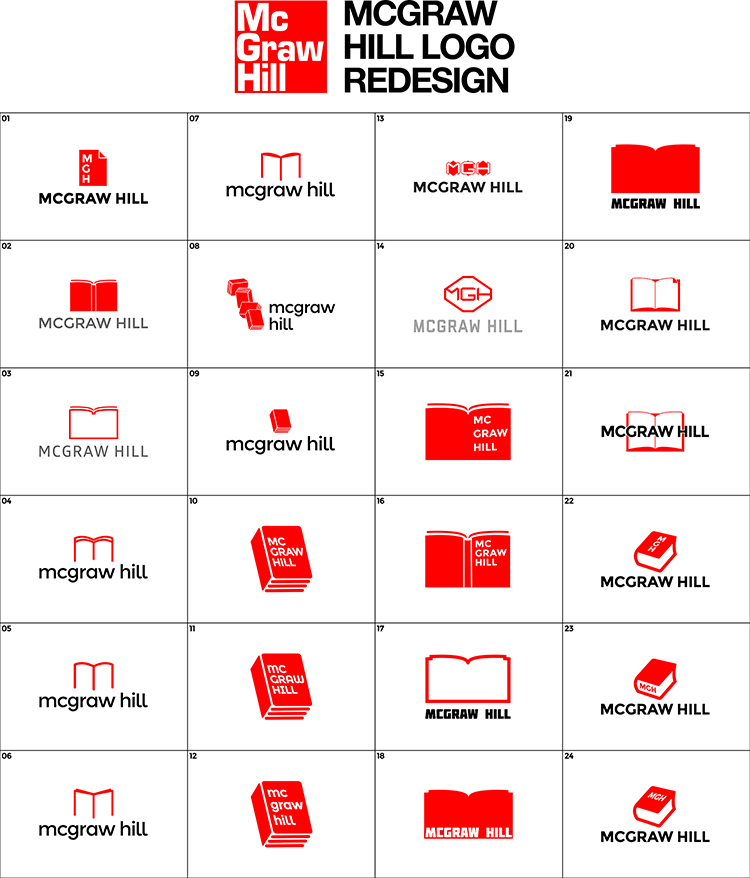 Mc
Graw
Hill
MCGRAW
HILL LOGO
REDESIGN
01
M
G
H
MCGRAW HILL
02
MCGRAW HILL
03
MCGRAW HILL
04
mcgraw hill
05
mcgraw hill
06
mcgraw hill
07
mcgraw hill
08
mcgraw
hill
09
mcgraw hill
10
MC
GRAW
HILL
11
mc
GRAW
HILL
12
mc
graw
hill
13
MGH
MCGRAW HILL
14
MGH
MCGRAW HILL
15
MC
GRAW
HILL
16
MC
GRAW
HILL
17
MCGRAW HILL
18
MCGRAW HILL
19
MCGRAW HILL
20
MCGRAW HILL
21
MCGRAW HILL
22
M
G
H
MCGRAW HILL
23
MGH
MCGRAW HILL
24
MGH
MCGRAW HILL